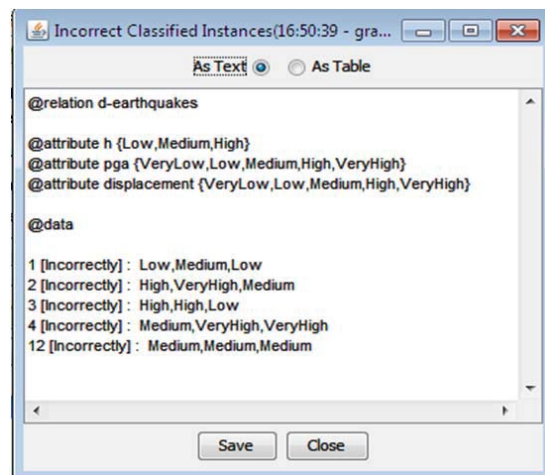 Incorrect Classified Instances(16:50:39 - gra...
As Text As Table
@relation d-earthquakes
@attribute h {Low,Medium,High}
@attribute pga {VeryLow,Low,Medium,High,VeryHigh}
@attribute displacement {VeryLow,Low,Medium,High,VeryHigh}
@data
1 [Incorrectly] : Low,Medium,Low
2 [Incorrectly] : High,VeryHigh,Medium
3 [Incorrectly] : High,High,Low
4 [Incorrectly] : Medium,VeryHigh,VeryHigh
12 [Incorrectly] : Medium,Medium,Medium
Save Close